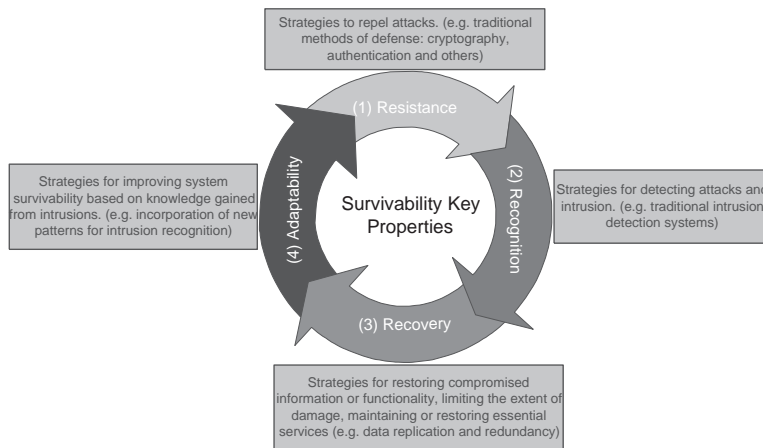 Strategies to repel attacks. (e.g. traditional
methods of defense: cryptography,
authentication and others)
(1) Resistance
(2) Recognition
Strategies for detecting attacks and
intrusion. (e.g. traditional intrusion
detection systems)
Survivability Key
Properties
(3) Recovery
Strategies for restoring compromised
information or functionality, limiting the extent of
damage, maintaining or restoring essential
services (e.g. data replication and redundancy)
(4) Adaptability
Strategies for improving system
survivability based on knowledge gained
from intrusions. (e.g. incorporation of new
patterns for intrusion recognition)